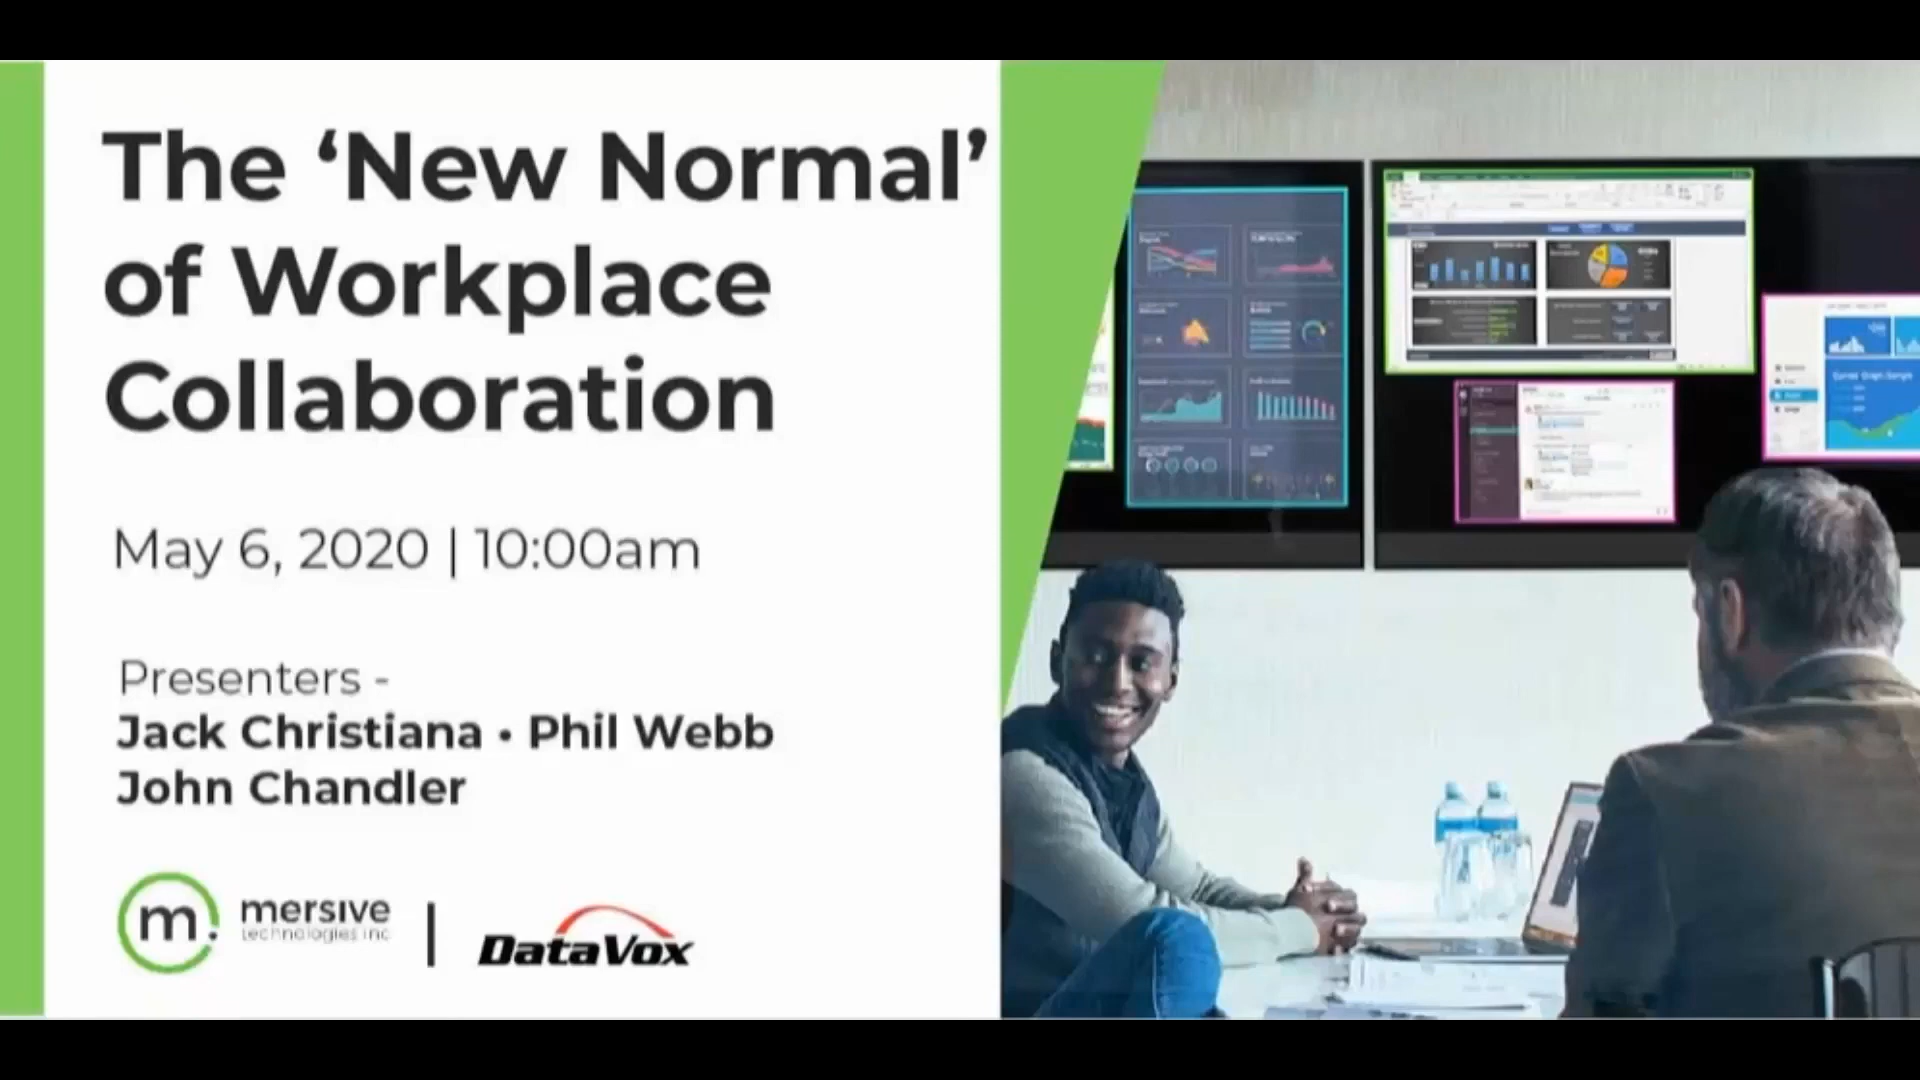 The ‘New Normal’
of Workplace
Collaboration
May 6, 2020 | 10:00am
Presenters -
Jack Christiana • Phil Webb
John Chandler
m.
mersive
technologies inc
DataVox